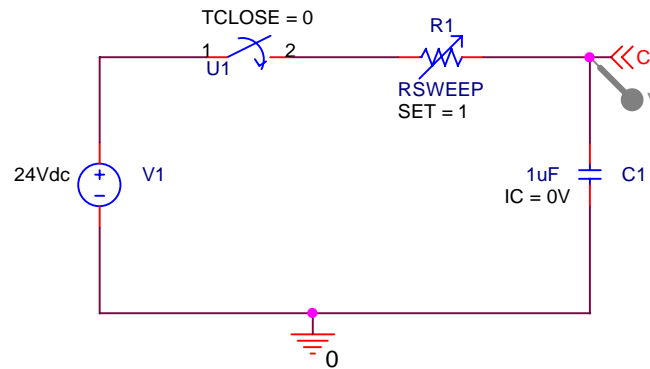 TCLOSE = 0
R1
1
2
U1
C
RSWEEP
SET = 1
24Vdc
V1
1uF
C1
IC = 0V
0